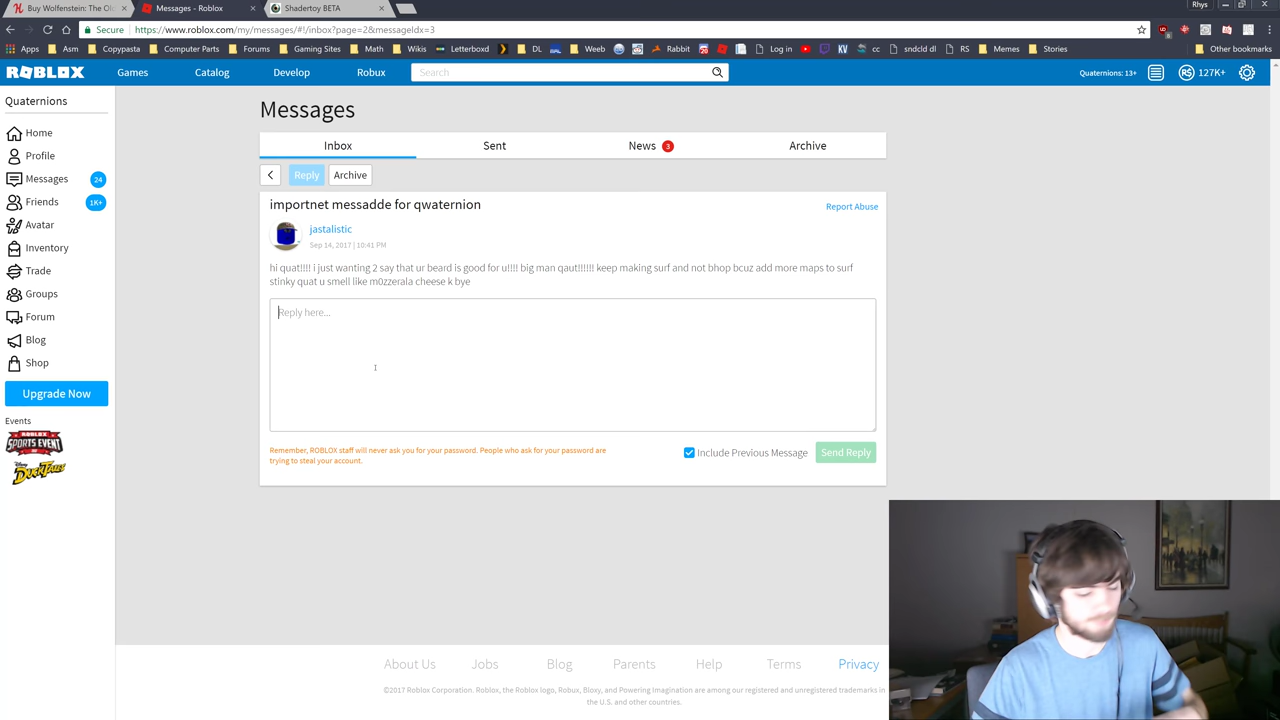 Buy Wolfenstein: The Ol
Messages - Roblox
Shadertoy BETA
Rhys
Secure
https://www.roblox.com/my/messages/#!/inbox?page=2&messageIdx=3
Apps
Asm
Copypasta
Computer Parts
Forums
Gaming Sites
Math
Wikis
Letterboxd
DL
Weeb
Rabbit
Log in
KV
cc
sndcld dl
RS
Memes
Stories
Other bookmarks
ROBLOX
Games
Catalog
Develop
Robux
Search
Quaternions: 13+
R$
127K+
Quaternions
Home
Profile
Messages
24
Friends
1K+
Avatar
Inventory
Trade
Groups
Forum
Blog
Shop
Upgrade Now
Events
ROBLOX
SPORTS EVENT
DUCKTALES
Messages
Inbox
Sent
News 3
Archive
Reply
Archive
importnet messadde for qwaternion
Report Abuse
jastalistic
Sep 14, 2017 | 10:41 PM
hi quat!!!! i just wanting 2 say that ur beard is good for u!!!! big man qaut!!!!!! keep making surf and not bhop bcuz add more maps to surf
stinky quat u smell like m0zzerala cheese k bye
Reply here...
Remember, ROBLOX staff will never ask you for your password. People who ask for your password are
trying to steal your account.
Include Previous Message
Send Reply
About Us
Jobs
Blog
Parents
Help
Terms
Privacy
©2017 Roblox Corporation. Roblox, the Roblox logo, Robux, Bloxy, and Powering Imagination are among our registered and unregistered trademarks in
the U.S. and other countries.